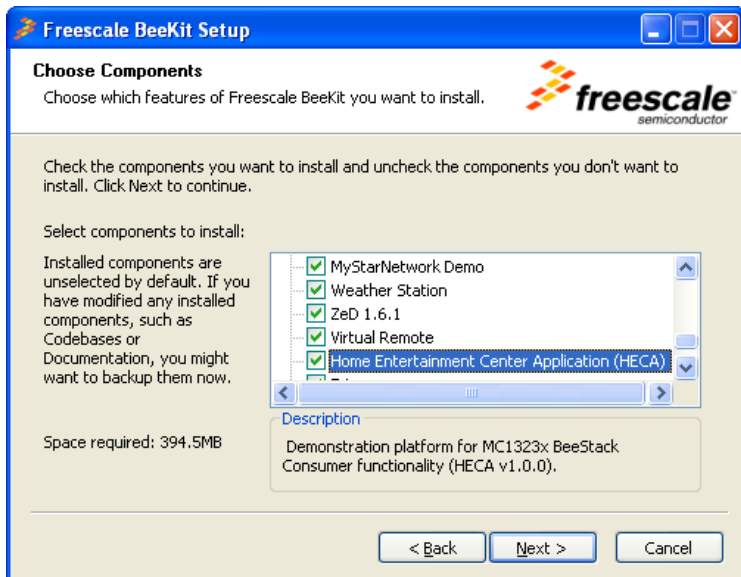 Freescale BeeKit Setup
Choose Components
Choose which features of Freescale BeeKit you want to install.
freescale™
semiconductor
Check the components you want to install and uncheck the components you don't want to
install. Click Next to continue.
Select components to install:
Installed components are
unselected by default. If you
have modified any installed
components, such as
Codebases or
Documentation, you might
want to backup them now.
MyStarNetwork Demo
Weather Station
ZeD 1.6.1
Virtual Remote
Home Entertainment Center Application (HECA)
Space required: 394.5MB
Description
Demonstration platform for MC1323x BeeStack
Consumer functionality (HECA v1.0.0).
< Back
Next >
Cancel